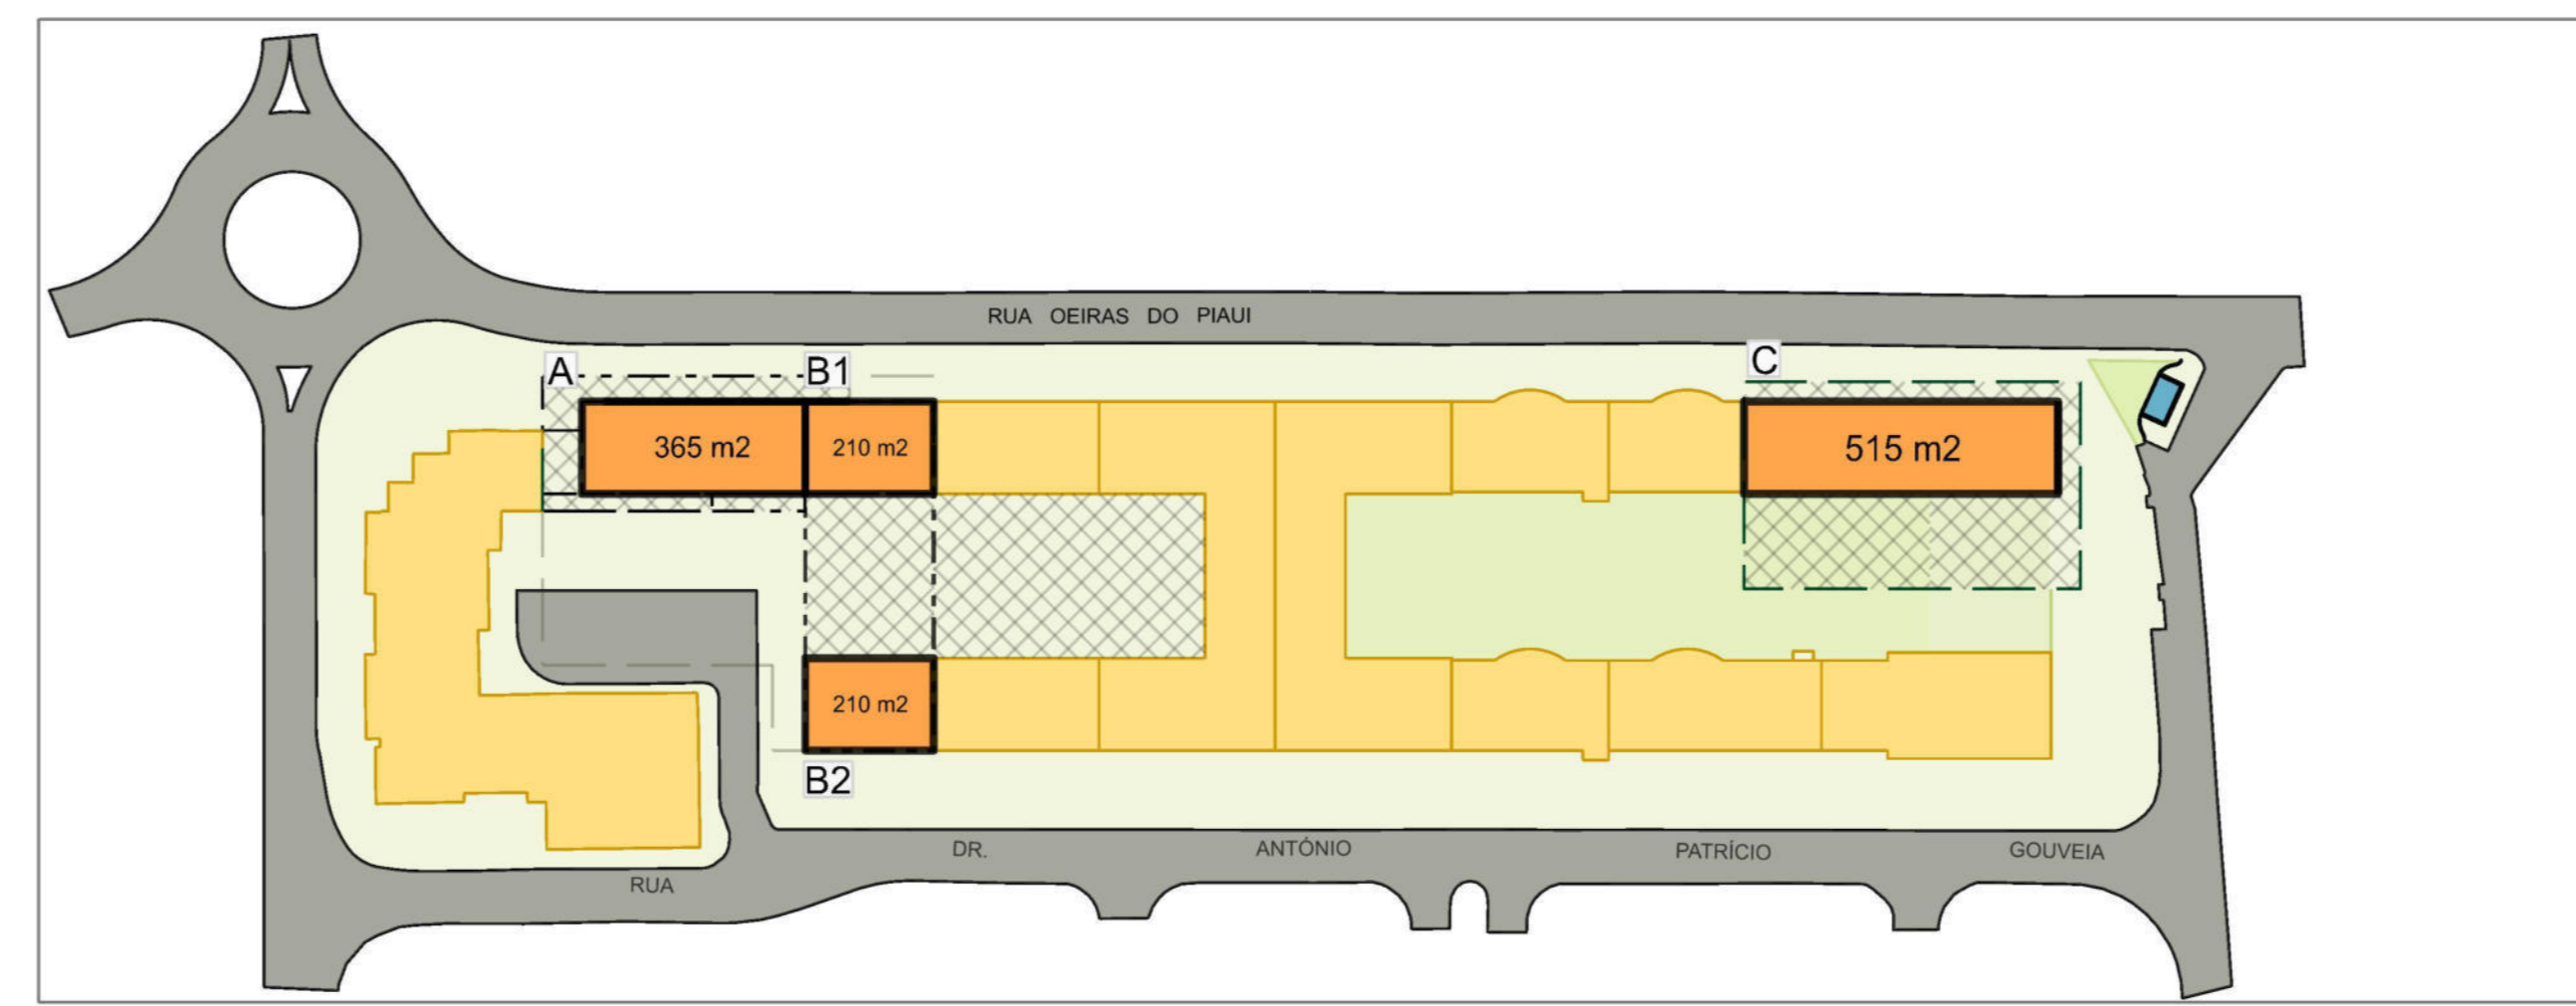 RUA OEIRAS DO PIAUI
A
B1
C
365 m2
210 m2
515 m2
210 m2
B2
RUA DR. ANTÓNIO PATRÍCIO GOUVEIA